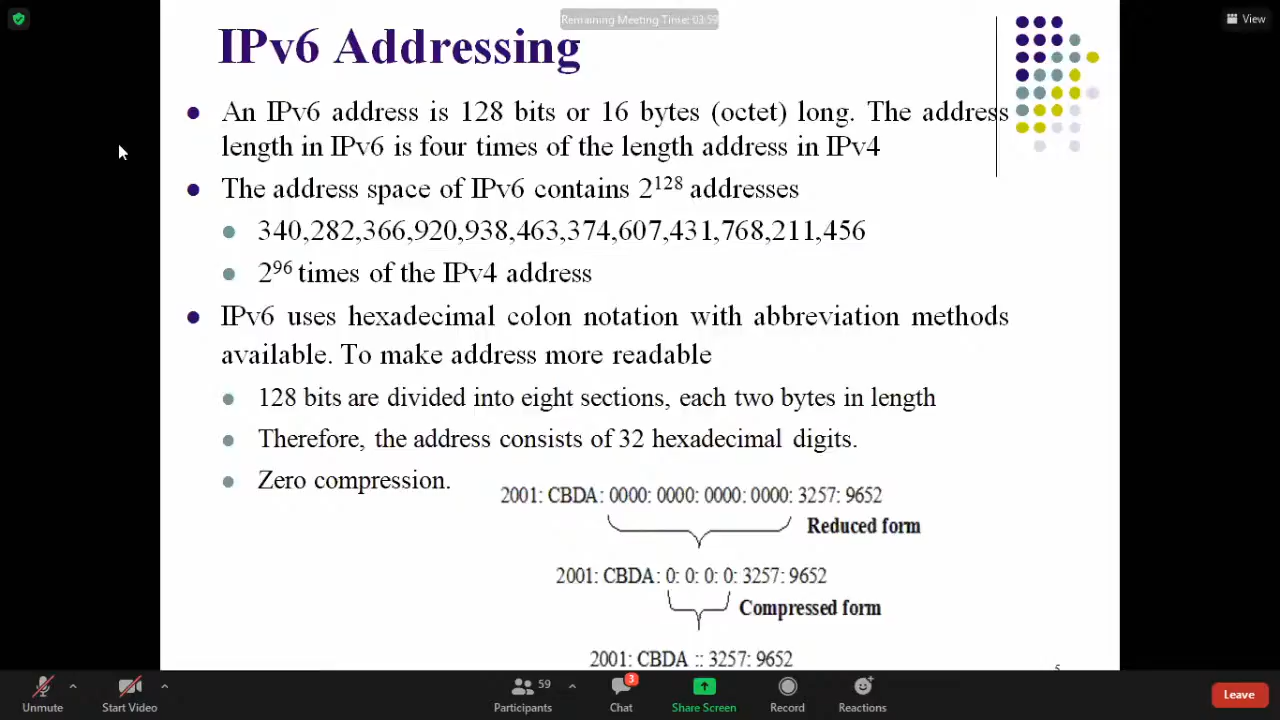 Remaining Meeting Time: 03:59
View
IPv6 Addressing
An IPv6 address is 128 bits or 16 bytes (octet) long. The address
length in IPv6 is four times of the length address in IPv4
The address space of IPv6 contains 2¹²⁸ addresses
340,282,366,920,938,463,374,607,431,768,211,456
2⁹⁶ times of the IPv4 address
IPv6 uses hexadecimal colon notation with abbreviation methods
available. To make address more readable
128 bits are divided into eight sections, each two bytes in length
Therefore, the address consists of 32 hexadecimal digits.
Zero compression.
2001: CBDA: 0000: 0000: 0000: 0000: 3257: 9652
Reduced form
2001: CBDA: 0: 0: 0: 0: 3257: 9652
Compressed form
2001: CBDA :: 3257: 9652
Unmute
Start Video
59
Participants
3
Chat
Share Screen
Record
Reactions
Leave